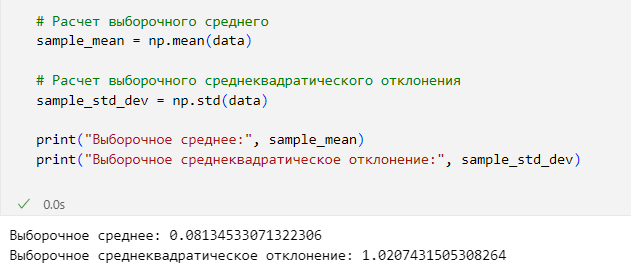 # Расчет выборочного среднего
sample_mean = np.mean(data)
# Расчет выборочного среднеквадратического отклонения
sample_std_dev = np.std(data)
print("Выборочное среднее:", sample_mean)
print("Выборочное среднеквадратическое отклонение:", sample_std_dev)
0.0s
Выборочное среднее: 0.08134533071322306
Выборочное среднеквадратическое отклонение: 1.0207431505308264